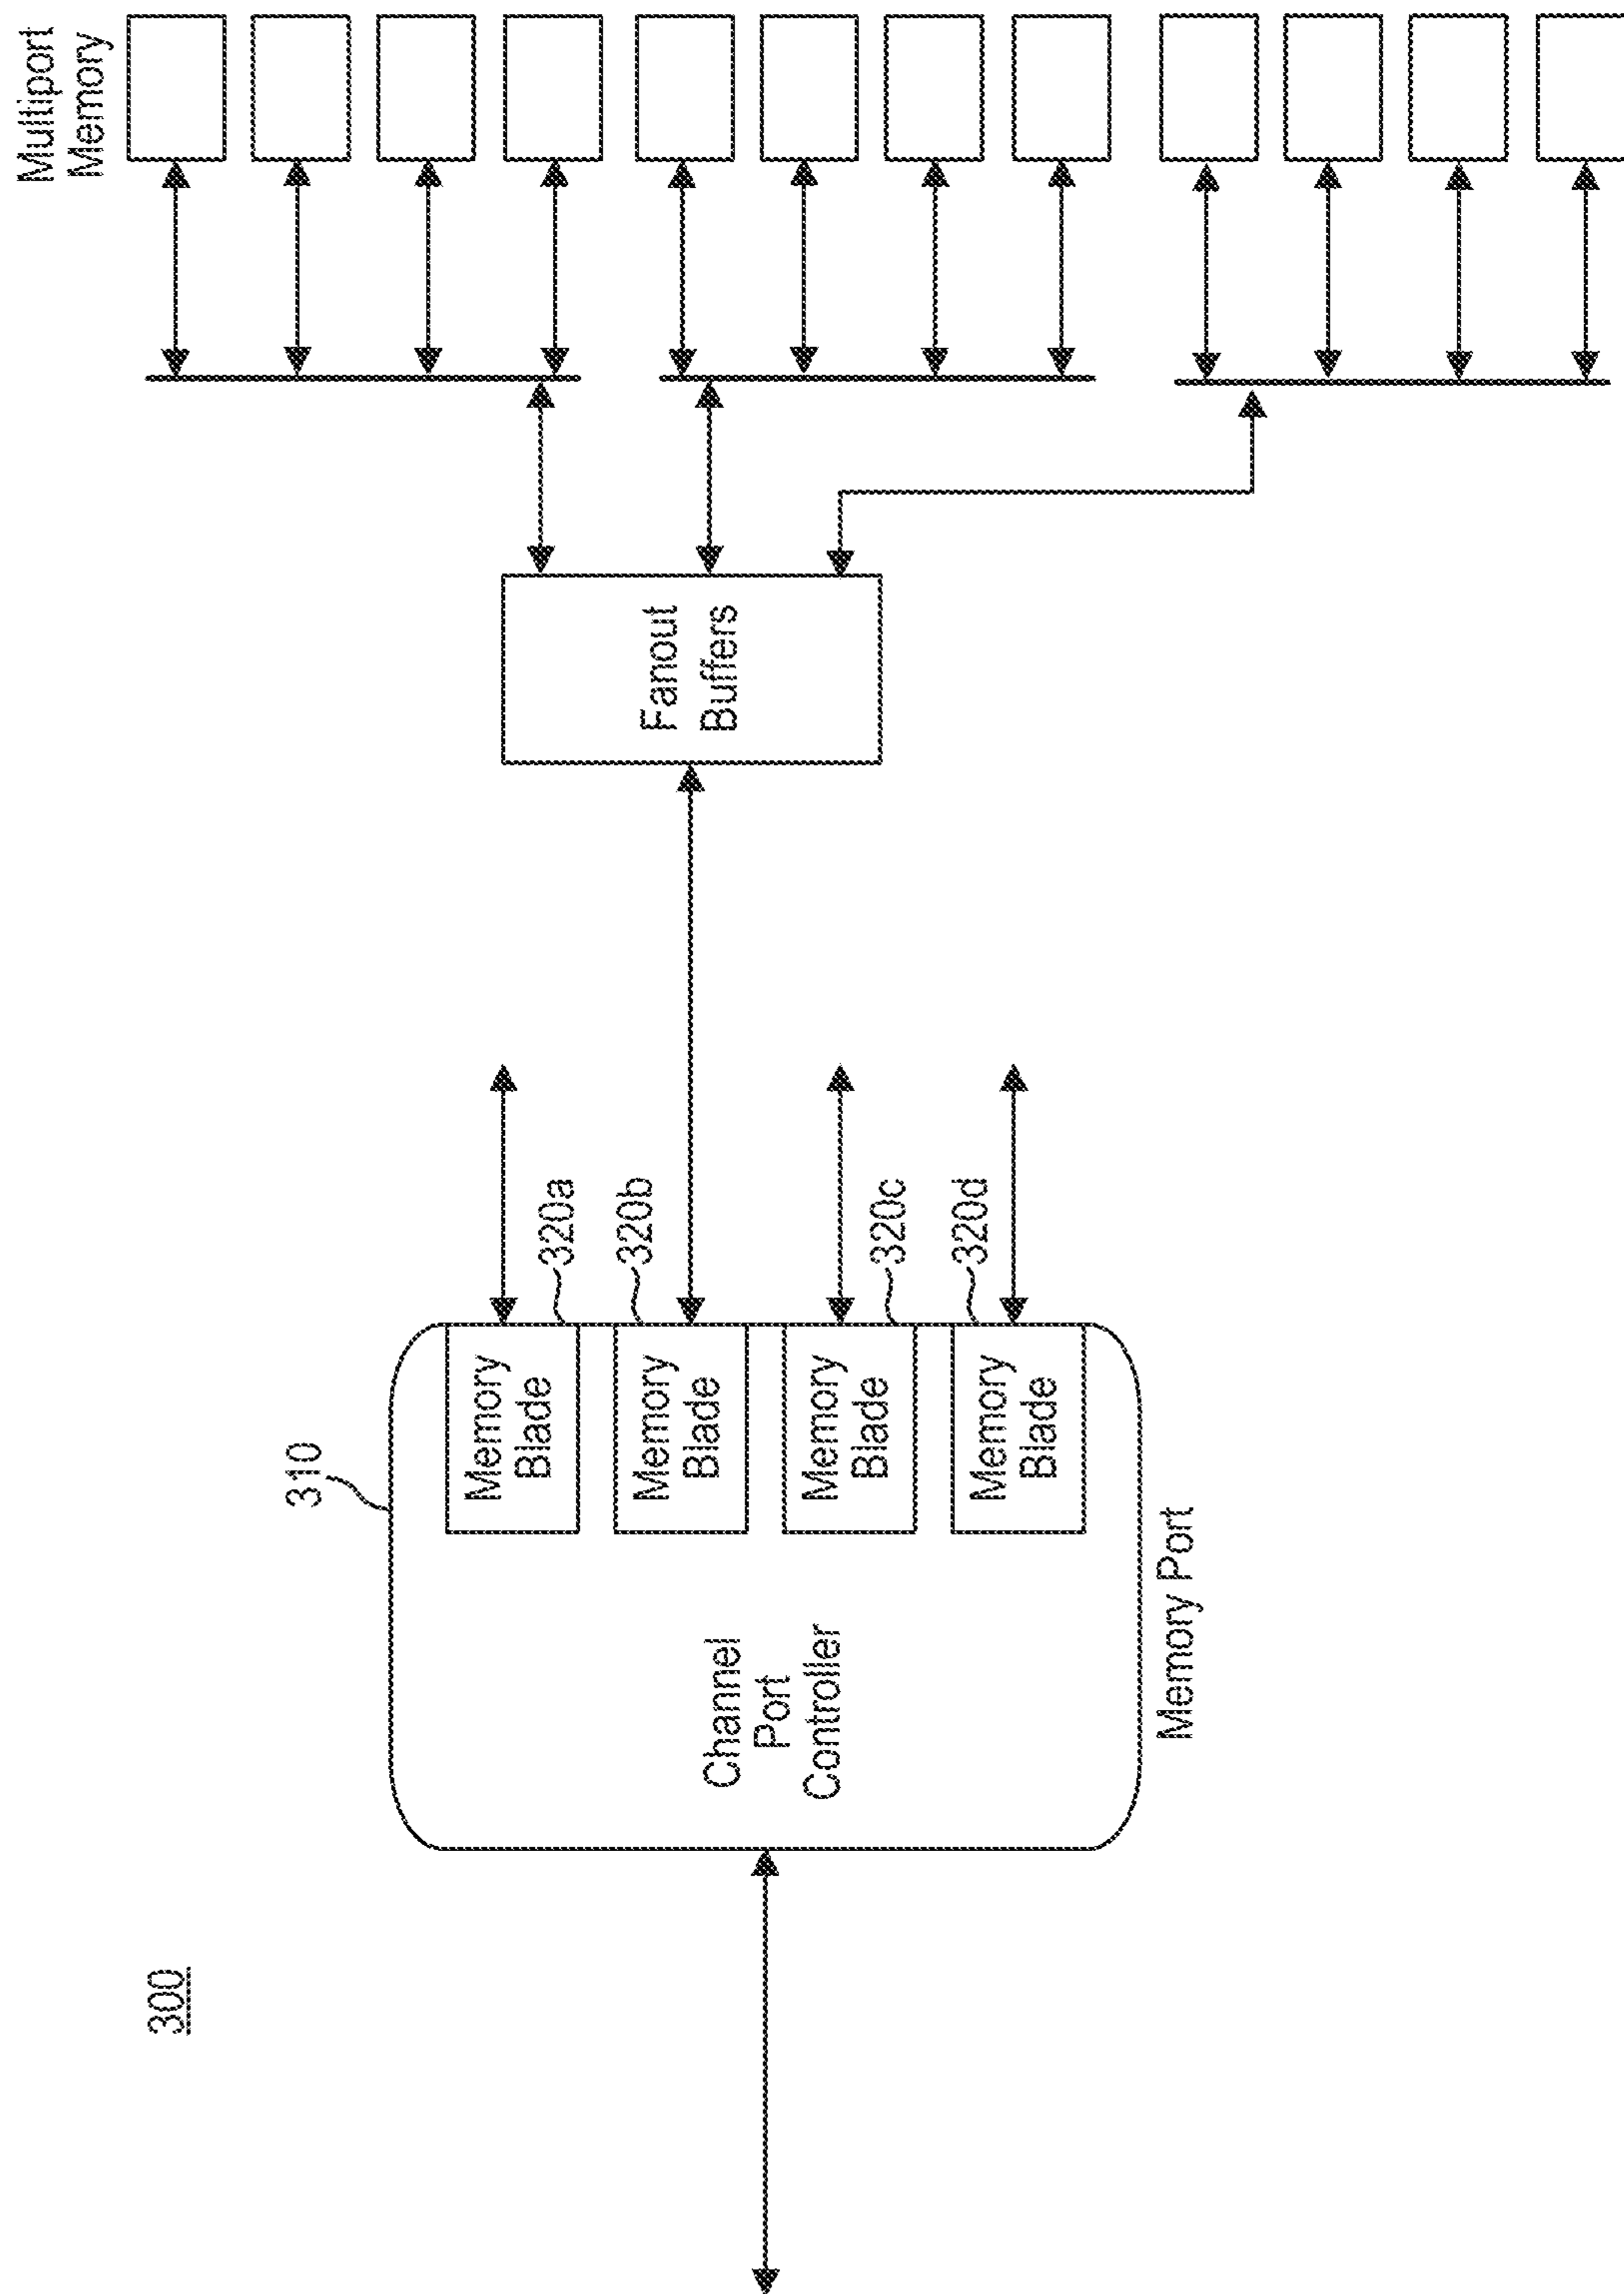 300
310
Channel
Port
Controller
Memory
Blade
320a
Memory
Blade
320b
Memory
Blade
320c
Memory
Blade
320d
Memory Port
Fanout
Buffers
Multiport
Memory